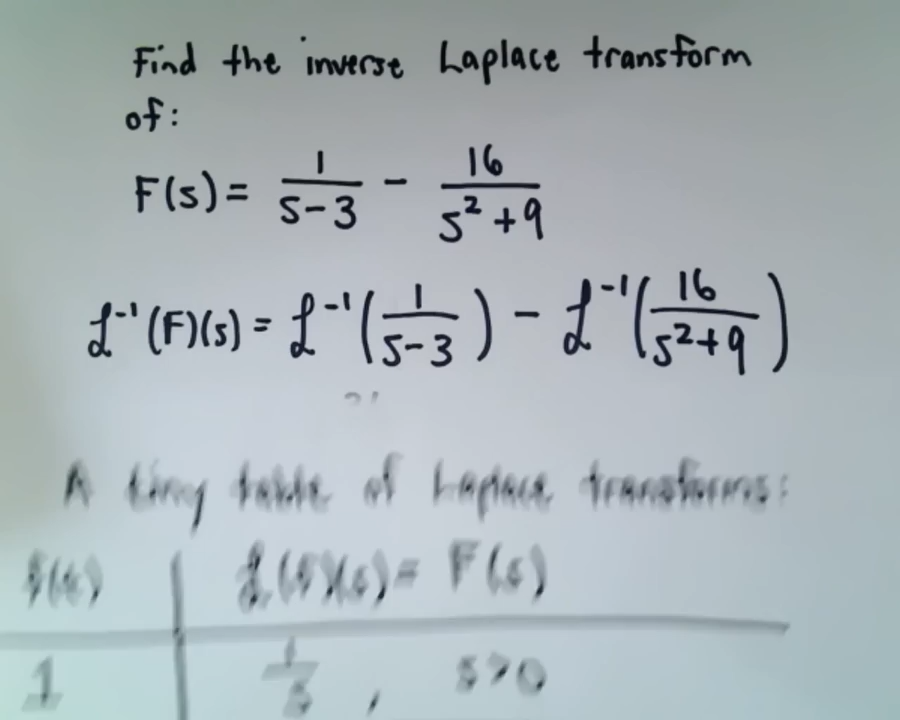 Find the inverse Laplace transform
of:
F(s) = 1/(s-3) - 16/(s²+9)
ℒ⁻¹(F)(s) = ℒ⁻¹(1/(s-3)) - ℒ⁻¹(16/(s²+9))
A tiny table of Laplace transforms:
f(t) ℒ(f)(s) = F(s)
1 1/s , s>0